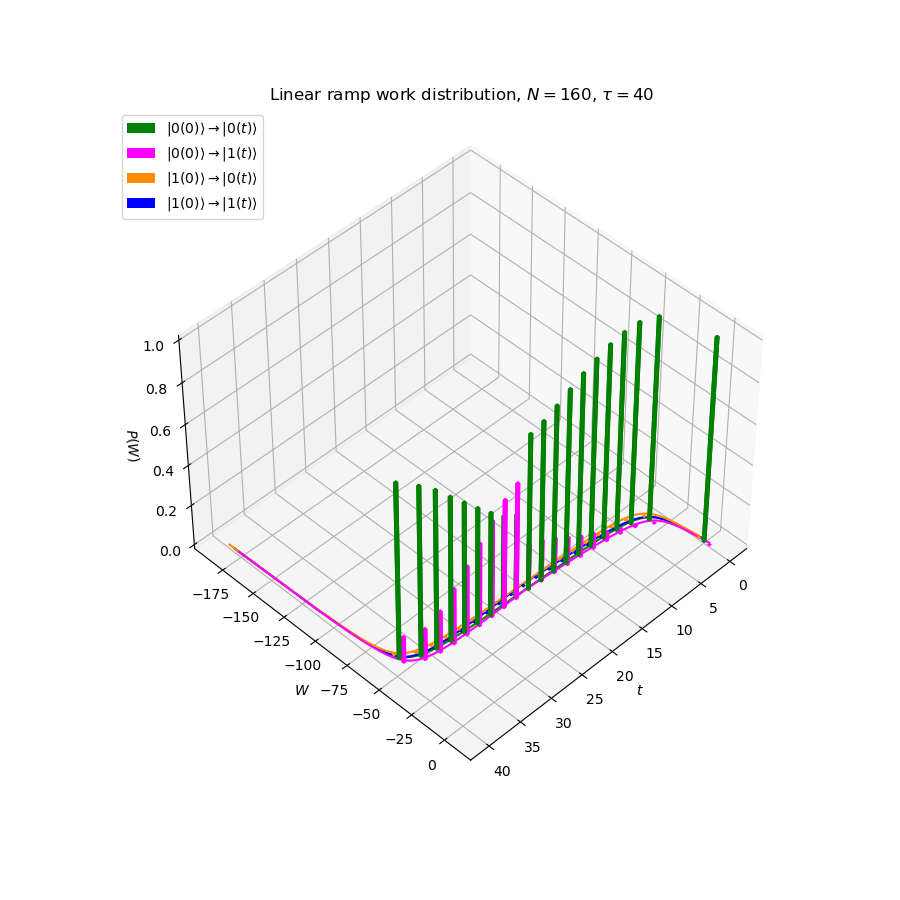 Linear ramp work distribution, N = 160, τ = 40
|0(0)⟩ → |0(t)⟩
|0(0)⟩ → |1(t)⟩
|1(0)⟩ → |0(t)⟩
|1(0)⟩ → |1(t)⟩
1.0
0.8
0.6
0.4
0.2
0.0
P(W)
−175
−150
−125
−100
−75
−50
−25
0
W
0
5
10
15
20
25
30
35
40
t